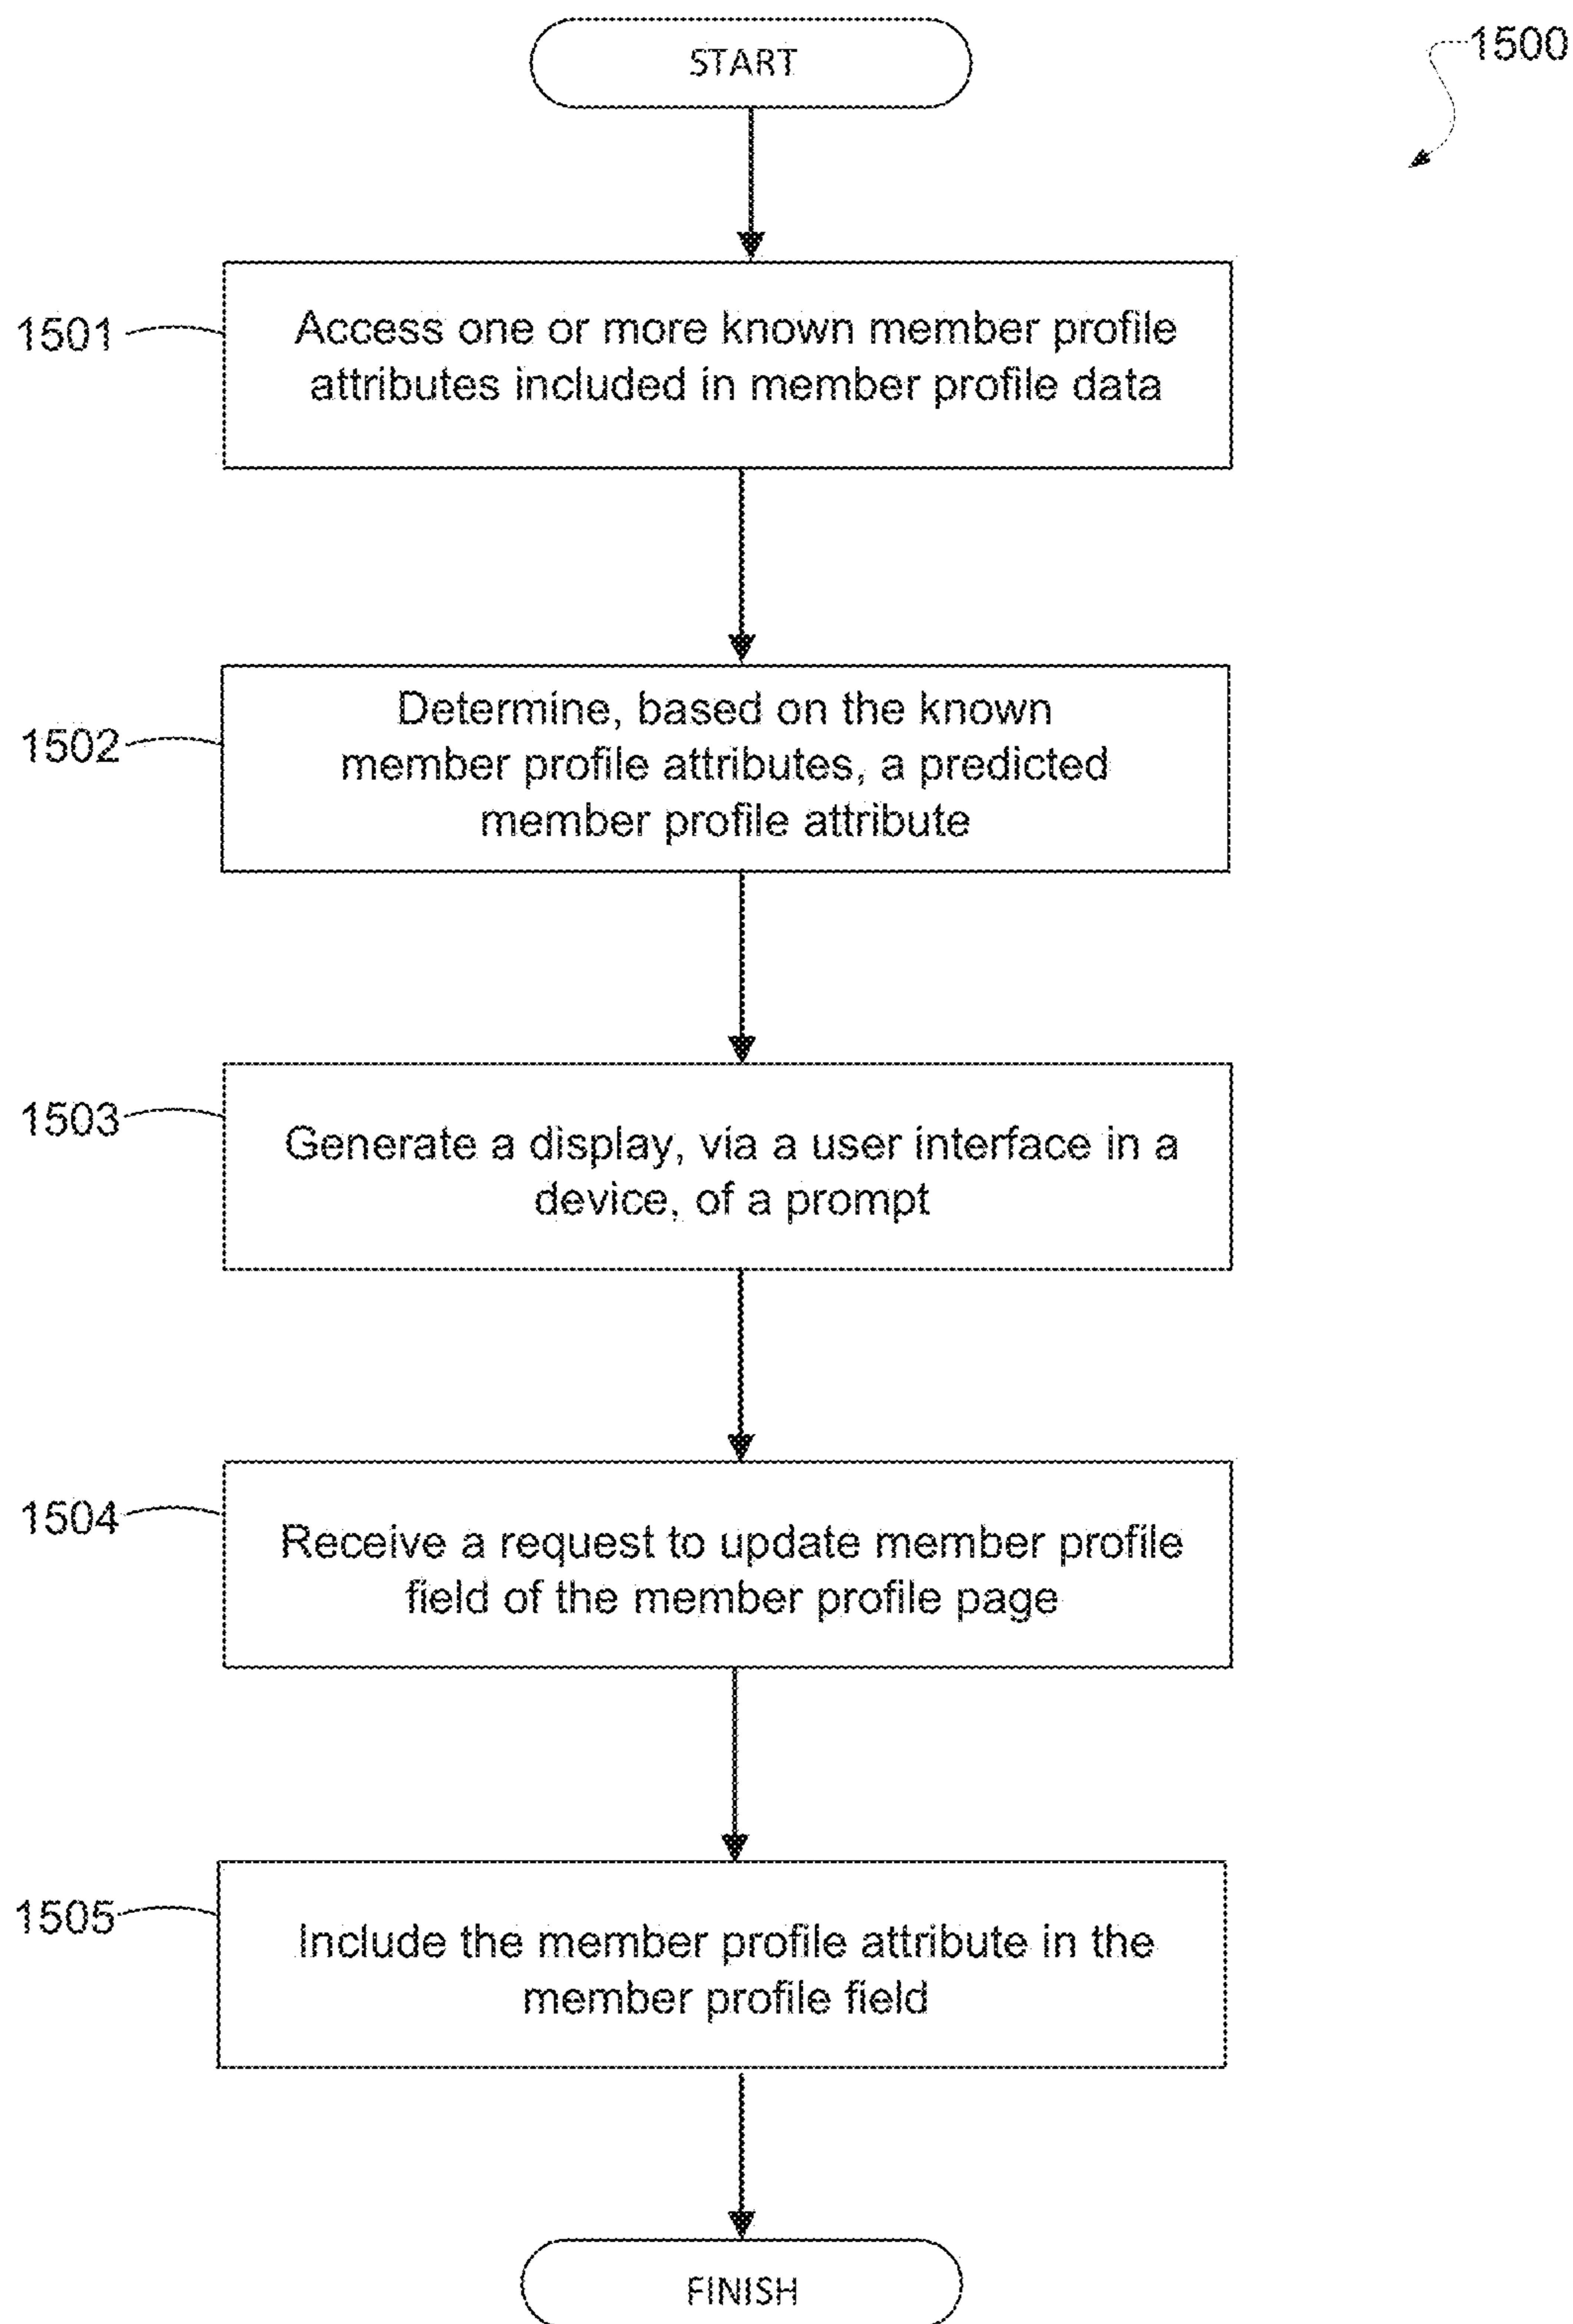 START
1500
1501
Access one or more known member profile
attributes included in member profile data
1502
Determine, based on the known
member profile attributes, a predicted
member profile attribute
1503
Generate a display, via a user interface in a
device, of a prompt
1504
Receive a request to update member profile
field of the member profile page
1505
Include the member profile attribute in the
member profile field
FINISH